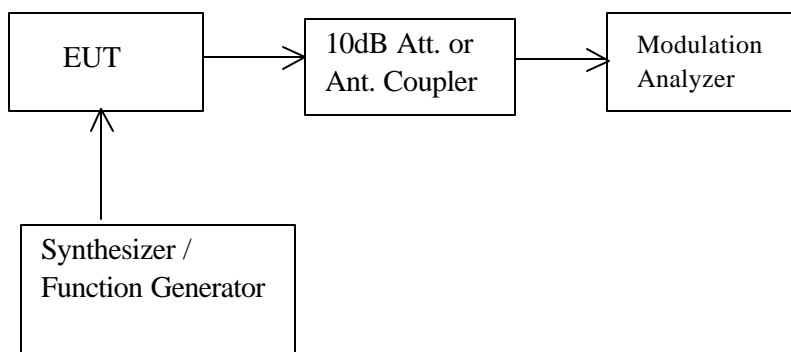 EUT
10dB Att. or
Ant. Coupler
Modulation
Analyzer
Synthesizer /
Function Generator